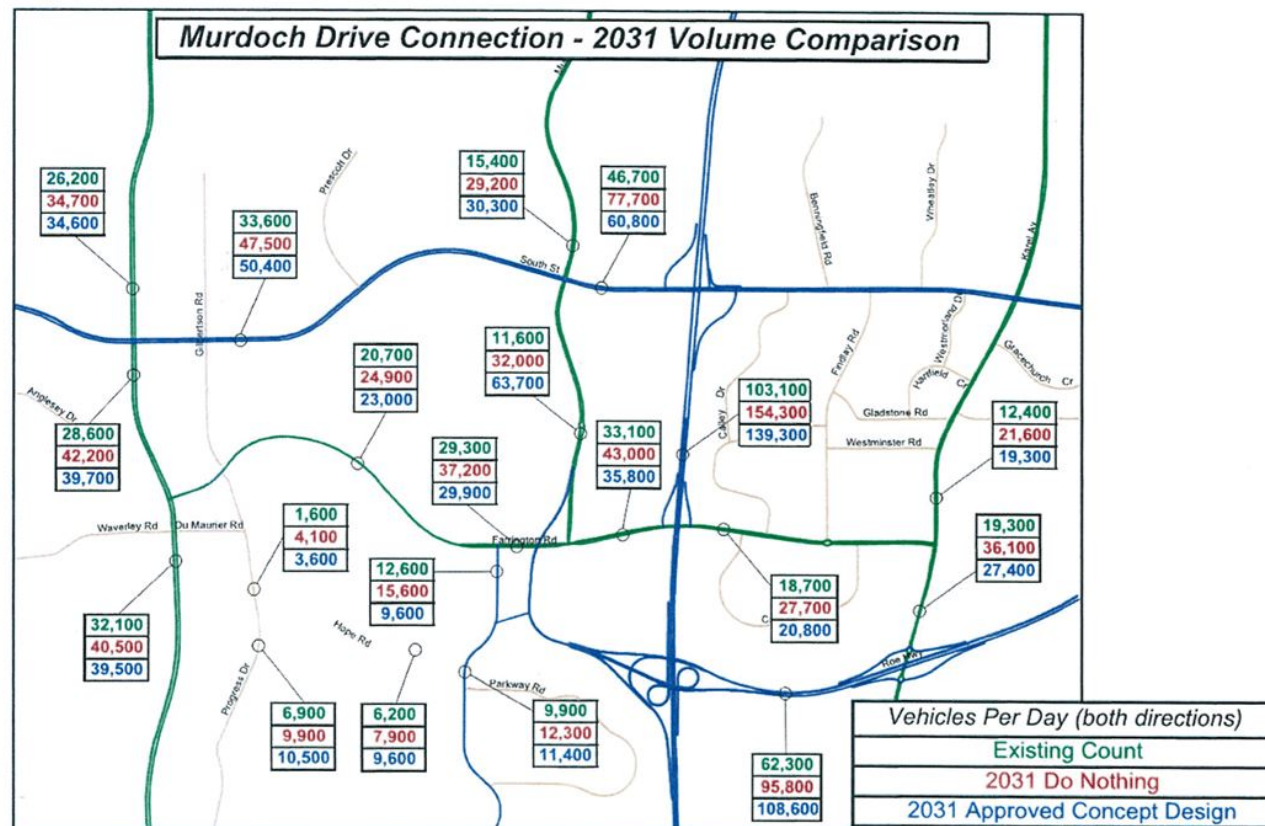 Murdoch Drive Connection - 2031 Volume Comparison
26,200
34,700
34,600
33,600
47,500
50,400
Prescott Dr
15,400
29,200
30,300
46,700
77,700
60,800
Benningfield Rd
Wheatley Dr
Karel Av
South St
Gilbertson Rd
20,700
24,900
23,000
11,600
32,000
63,700
Findlay Rd
Westmorland Dr
Harfield Cr
Gracechurch Cr
Anglesey Dr
28,600
42,200
39,700
29,300
37,200
29,900
33,100
43,000
35,800
103,100
154,300
139,300
Calley Dr
Gladstone Rd
Westminster Rd
12,400
21,600
19,300
Waverley Rd
Du Maurier Rd
1,600
4,100
3,600
Farrington Rd
12,600
15,600
9,600
18,700
27,700
20,800
19,300
36,100
27,400
32,100
40,500
39,500
Hope Rd
Progress Dr
Parkway Rd
Roe Hwy
6,900
9,900
10,500
6,200
7,900
9,600
9,900
12,300
11,400
62,300
95,800
108,600
Vehicles Per Day (both directions)
Existing Count
2031 Do Nothing
2031 Approved Concept Design